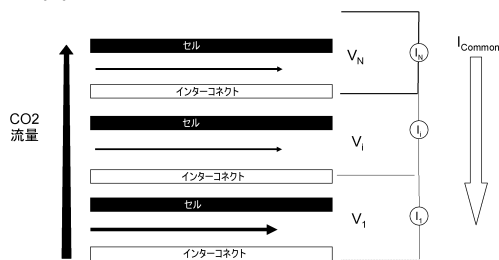 セル
V_N
I_N
I_Common
インターコネクト
CO2
流量
セル
V_i
I_i
インターコネクト
セル
V_1
I_1
インターコネクト